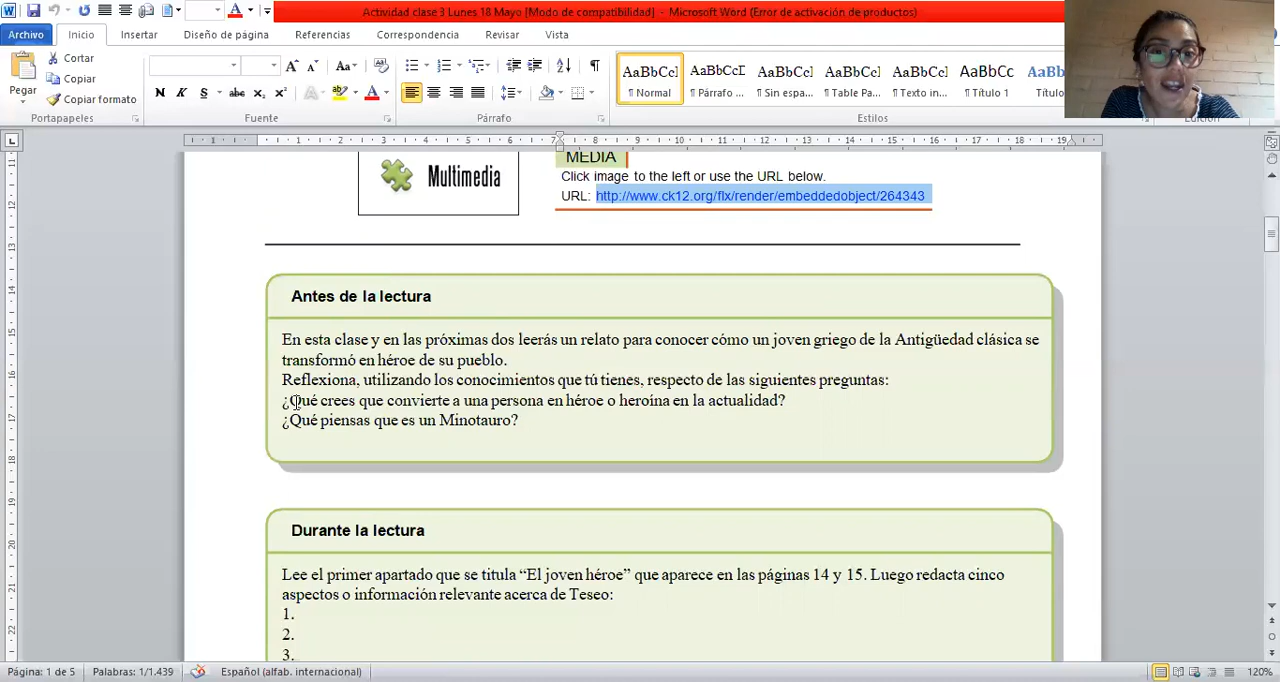 Actividad clase 3 Lunes 18 Mayo [Modo de compatibilidad] - Microsoft Word (Error de activación de productos)
Archivo Inicio Insertar Diseño de página Referencias Correspondencia Revisar Vista
Cortar
Copiar
Copiar formato
Pegar
N K S abc x₂ x² A A
A A Aa
AaBbCcI AaBbCcD AaBbCcI AaBbCcI AaBbCcI AaBbCc AaBb
¶ Normal ¶ Párrafo ... ¶ Sin espa... ¶ Table Pa... ¶ Texto in... ¶ Título 1 Título
Portapapeles Fuente Párrafo Estilos Edición
MEDIA
Multimedia
Click image to the left or use the URL below.
URL: http://www.ck12.org/flx/render/embeddedobject/264343
Antes de la lectura
En esta clase y en las próximas dos leerás un relato para conocer cómo un joven griego de la Antigüedad clásica se
transformó en héroe de su pueblo.
Reflexiona, utilizando los conocimientos que tú tienes, respecto de las siguientes preguntas:
¿Qué crees que convierte a una persona en héroe o heroína en la actualidad?
¿Qué piensas que es un Minotauro?
Durante la lectura
Lee el primer apartado que se titula “El joven héroe” que aparece en las páginas 14 y 15. Luego redacta cinco
aspectos o información relevante acerca de Teseo:
1.
2.
3.
Página: 1 de 5 Palabras: 1/1.439 Español (alfab. internacional) 120%